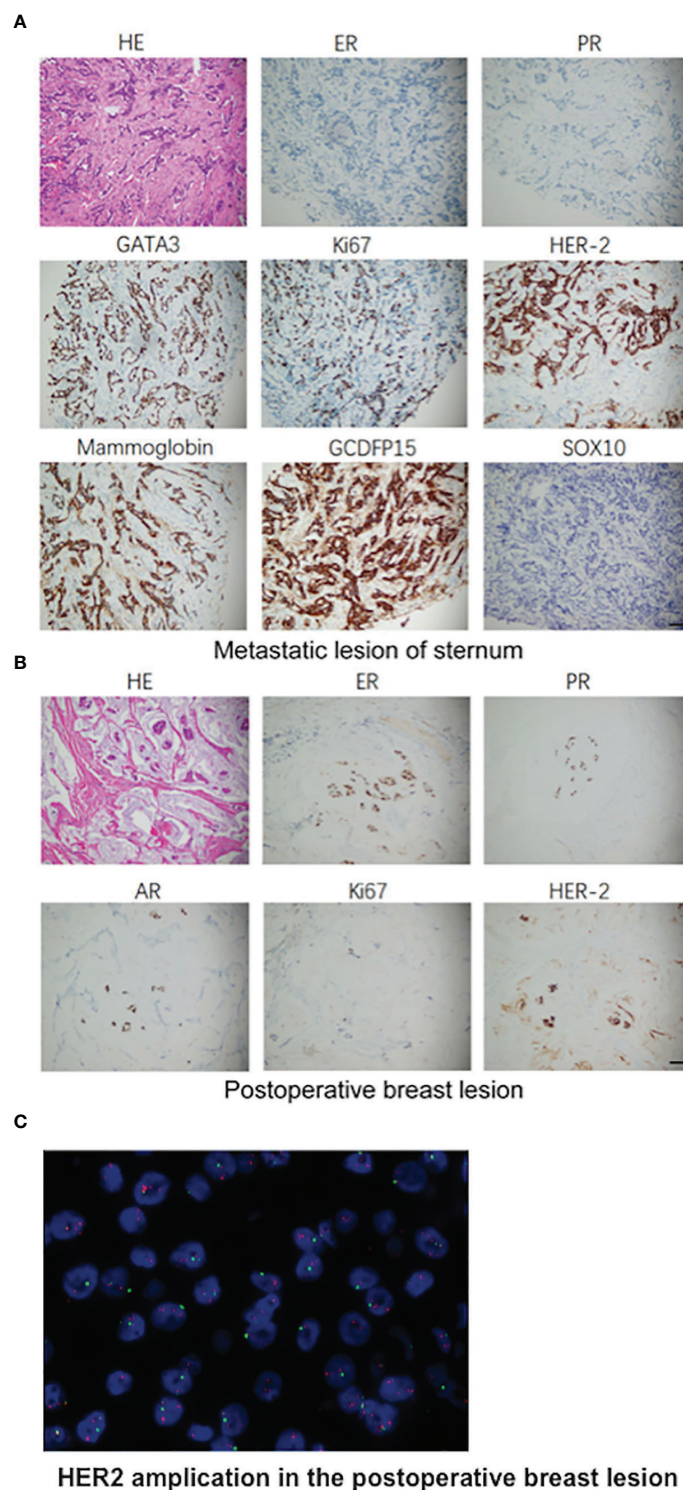 A
HE ER PR
GATA3 Ki67 HER-2
Mammoglobin GCDFP15 SOX10
Metastatic lesion of sternum
B
HE ER PR
AR Ki67 HER-2
Postoperative breast lesion
C
HER2 amplication in the postoperative breast lesion